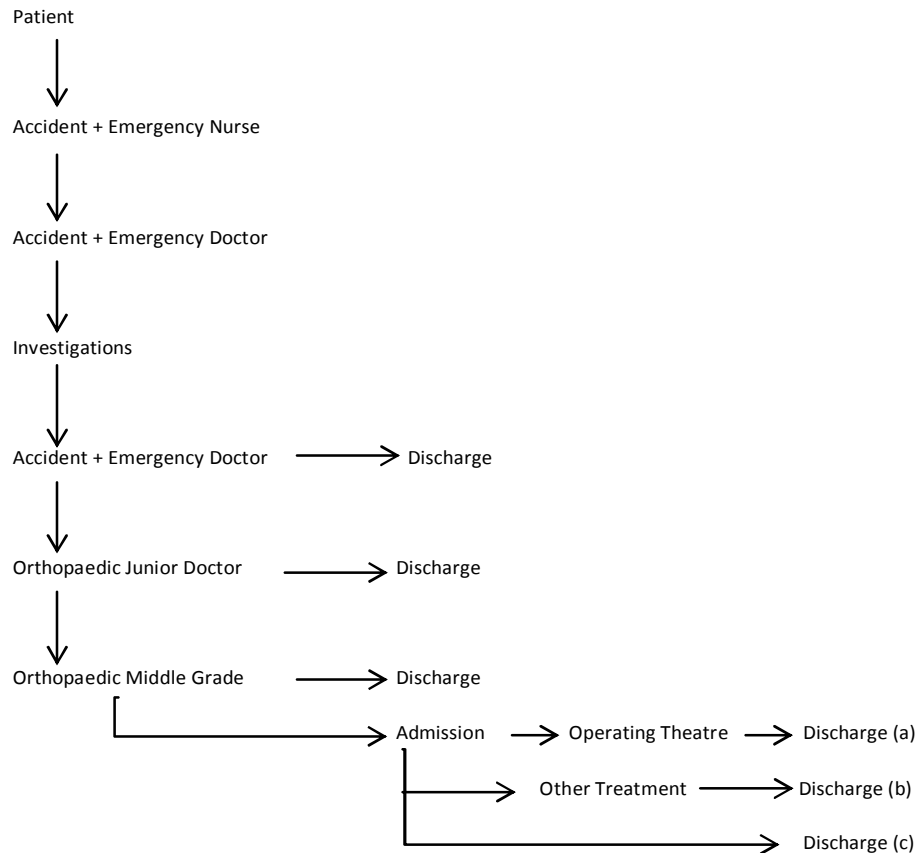 Patient
Accident + Emergency Nurse
Accident + Emergency Doctor
Investigations
Accident + Emergency Doctor Discharge
Orthopaedic Junior Doctor Discharge
Orthopaedic Middle Grade Discharge
Admission Operating Theatre Discharge (a)
Other Treatment Discharge (b)
Discharge (c)